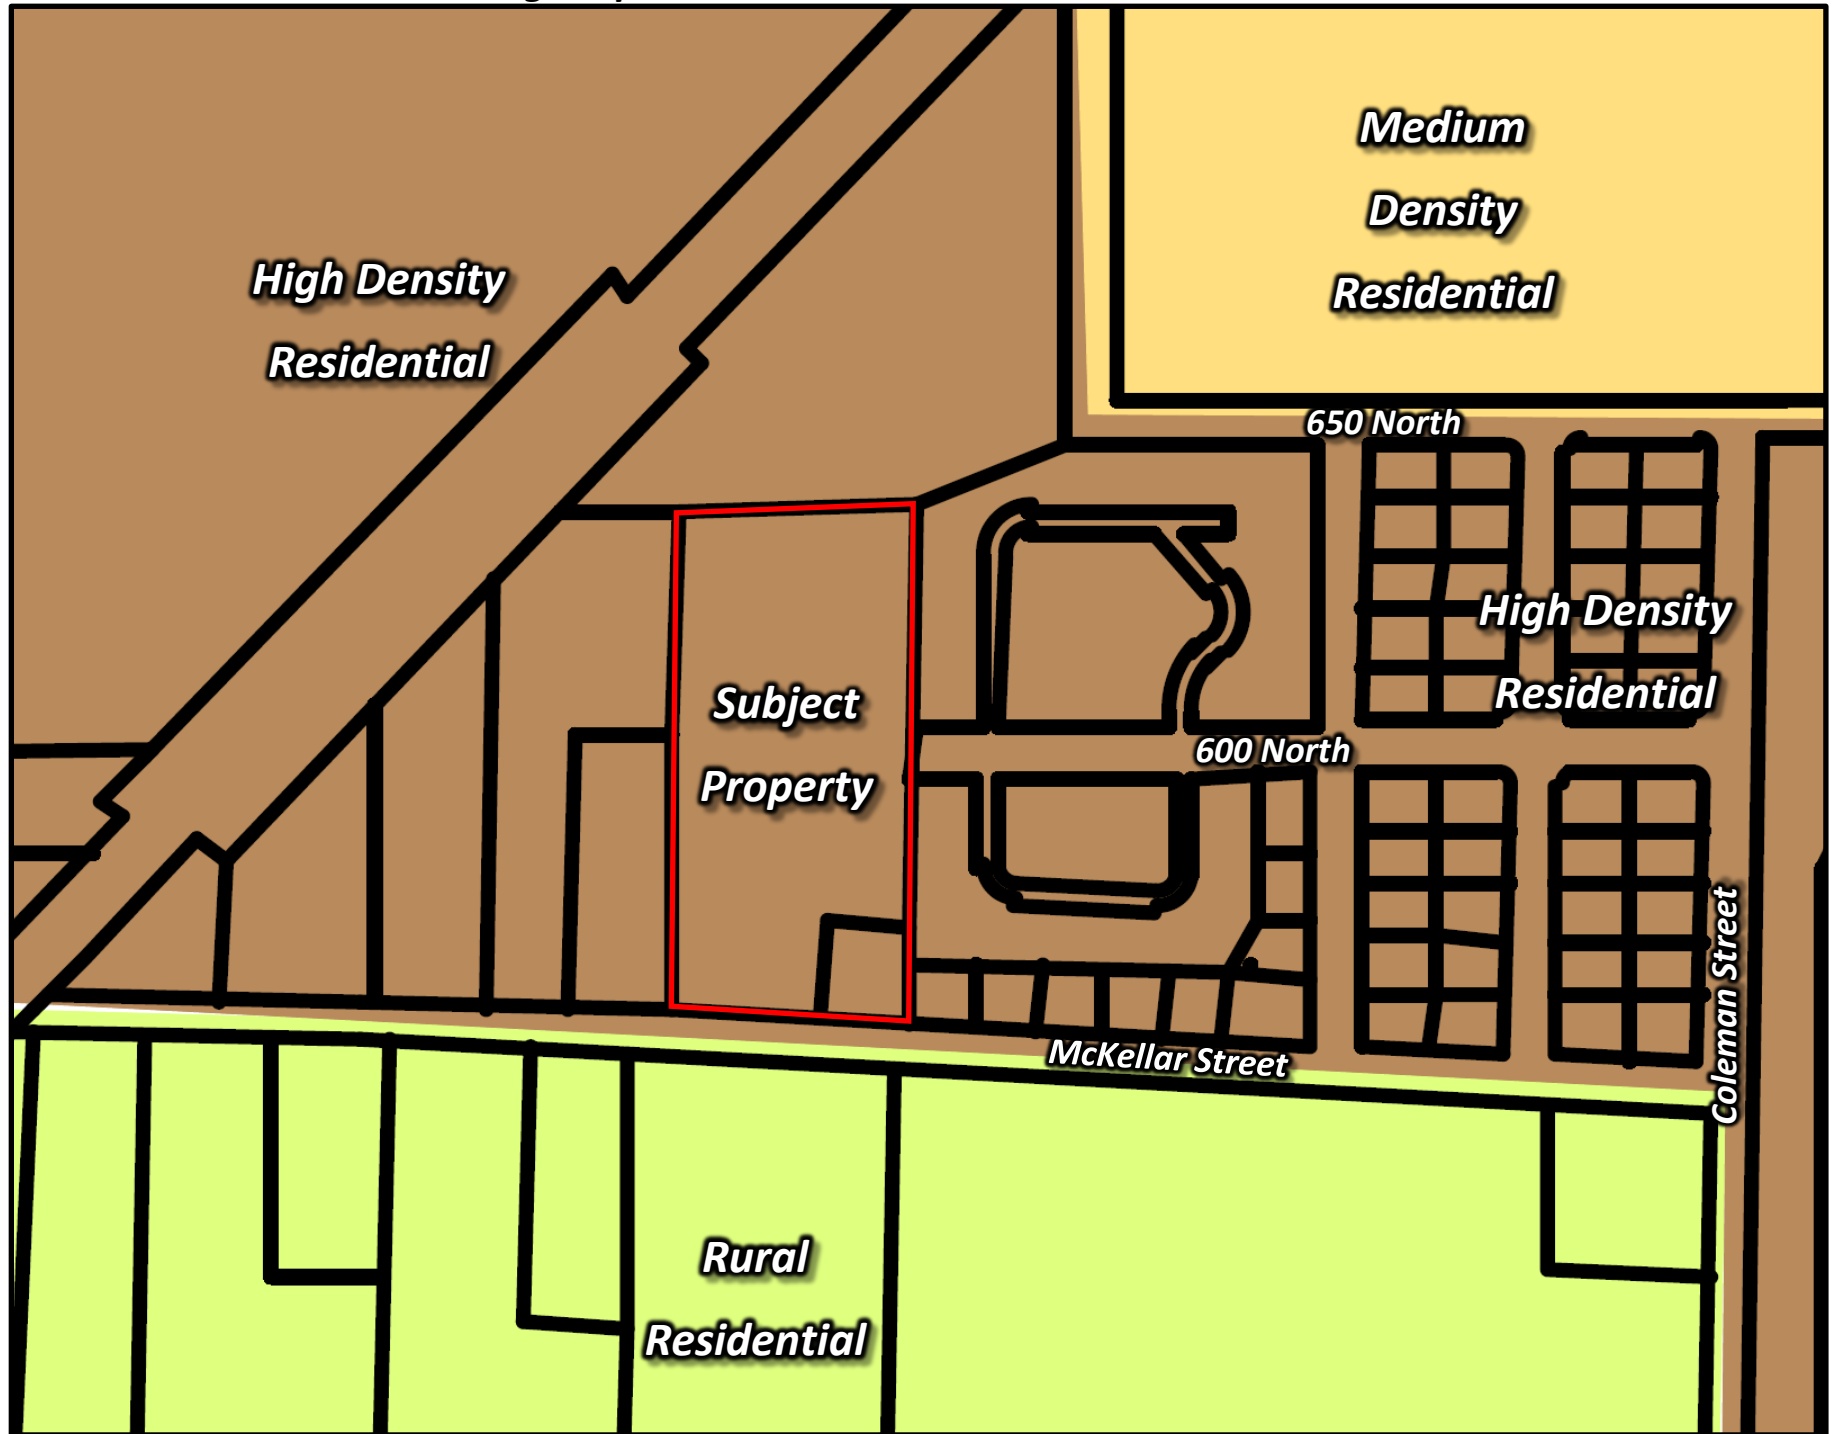 Medium
Density
Residential
High Density
Residential
650 North
High Density
Residential
Subject
Property
600 North
Coleman Street
McKellar Street
Rural
Residential